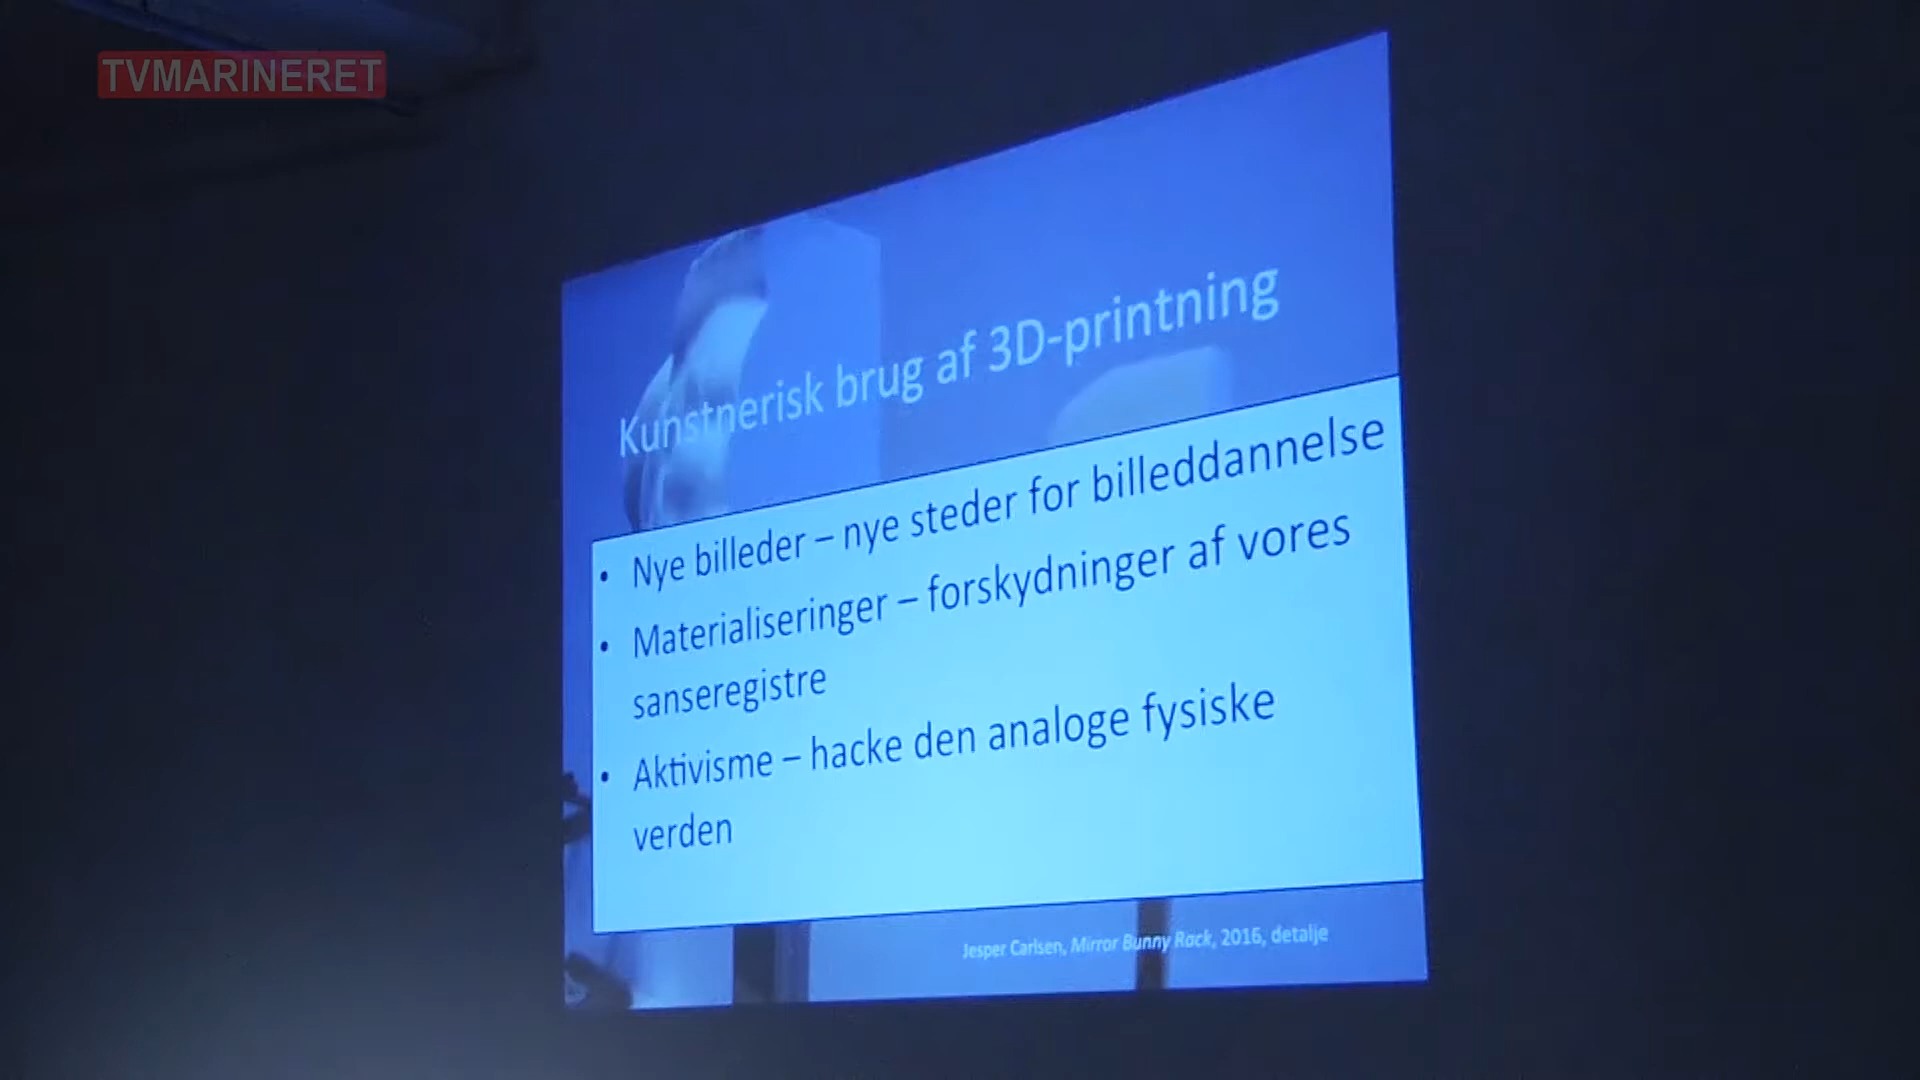 TVMARINERET
Kunstnerisk brug af 3D-printning
• Nye billeder – nye steder for billeddannelse
• Materialiseringer – forskydninger af vores
sanseregistre
• Aktivisme – hacke den analoge fysiske
verden
Jesper Carlsen, Mirror Bunny Rack, 2016, detalje